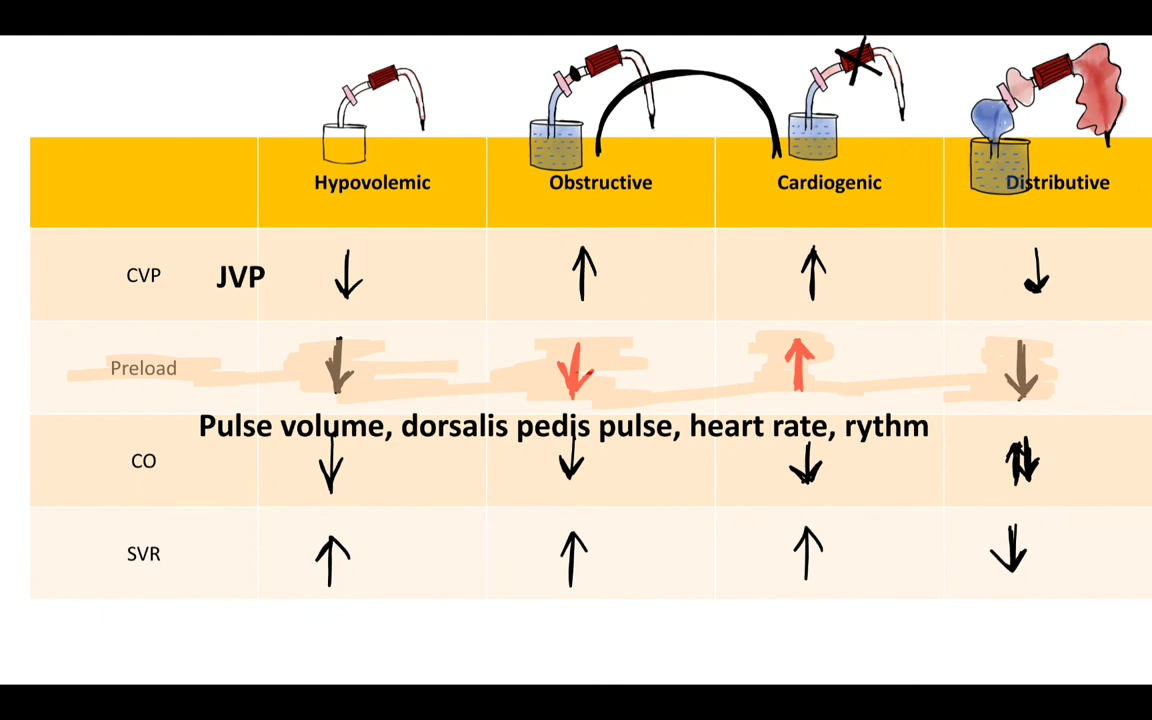 Hypovolemic Obstructive Cardiogenic Distributive
CVP JVP ↓ ↑ ↑ ↓
Preload ↓ ↓ ↑ ↓
Pulse volume, dorsalis pedis pulse, heart rate, rythm
CO ↓ ↓ ↓ ↑↓
SVR ↑ ↑ ↑ ↓